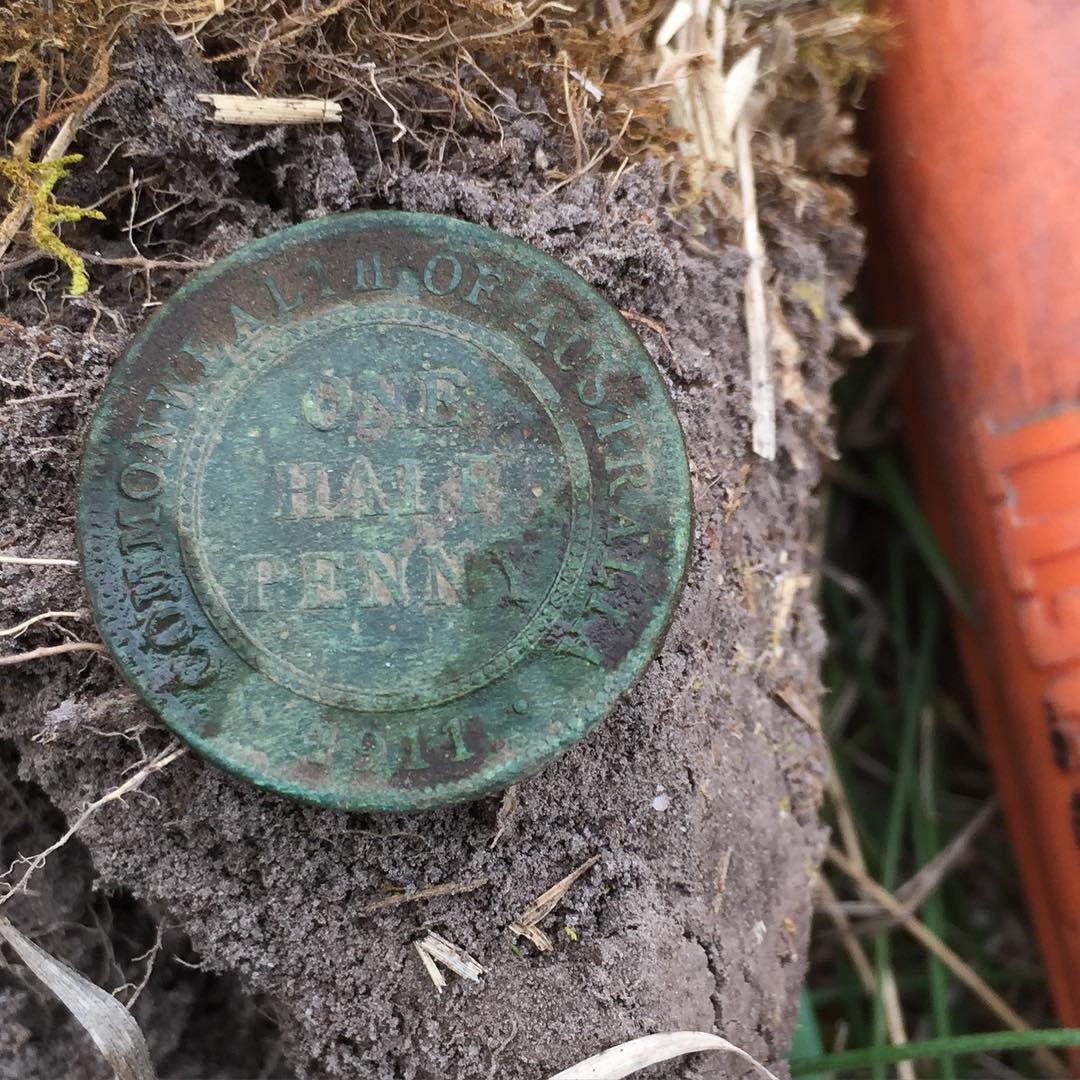 COMMONWEALTH OF AUSTRALIA
ONE
HALF
PENNY
1911